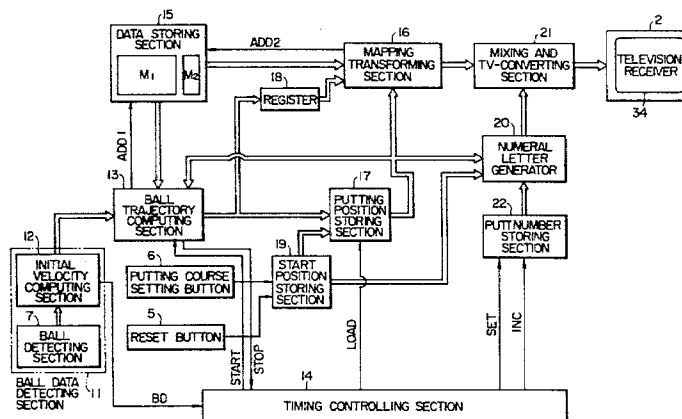 15
DATA STORING
SECTION
M1
M2
ADD2
16
MAPPING
TRANSFORMING
SECTION
21
MIXING AND
TV-CONVERTING
SECTION
2
TELEVISION
RECEIVER
34
18
REGISTER
ADD1
20
NUMERAL
LETTER
GENERATOR
13
BALL
TRAJECTORY
COMPUTING
SECTION
17
PUTTING
POSITION
STORING
SECTION
22
PUTT NUMBER
STORING
SECTION
12
INITIAL
VELOCITY
COMPUTING
SECTION
6
PUTTING COURSE
SETTING BUTTON
19
START
POSITION
STORING
SECTION
7
BALL
DETECTING
SECTION
5
RESET BUTTON
START
STOP
LOAD
SET
INC
BALL DATA
DETECTING
SECTION
11
BD
14
TIMING CONTROLLING SECTION